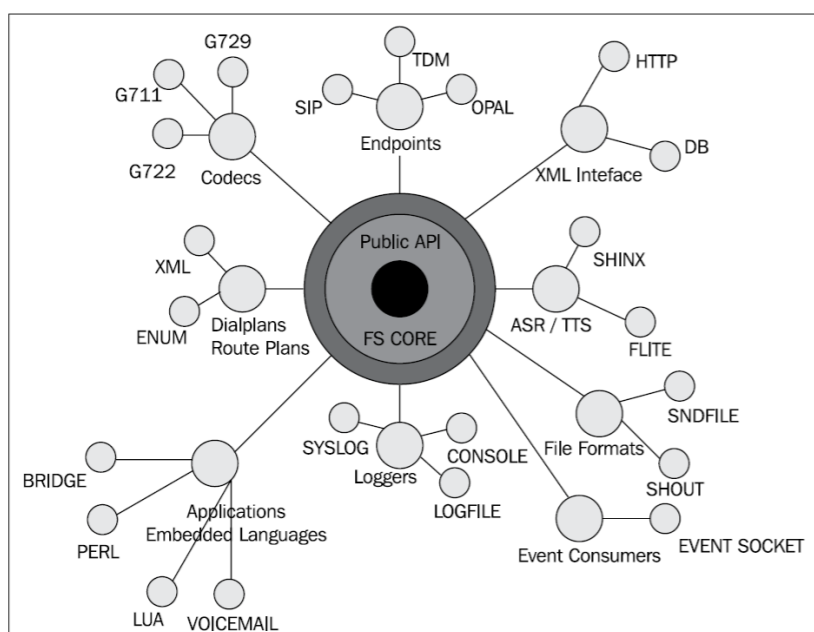 G729
G711
G722
Codecs
TDM
SIP
OPAL
Endpoints
HTTP
DB
XML Inteface
Public API
FS CORE
XML
ENUM
Dialplans
Route Plans
SHINX
ASR / TTS
FLITE
SNDFILE
File Formats
SHOUT
SYSLOG
CONSOLE
Loggers
LOGFILE
BRIDGE
Applications
Embedded Languages
PERL
LUA
VOICEMAIL
Event Consumers
EVENT SOCKET